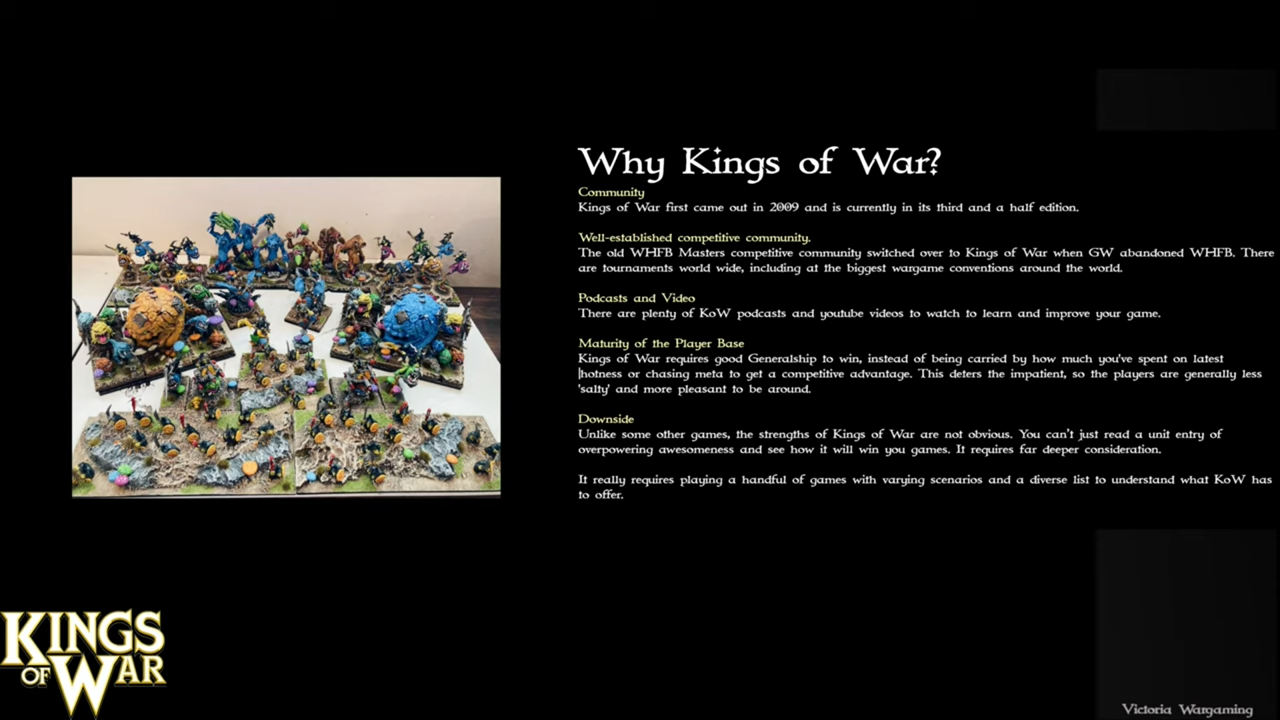 Why Kings of War?
Community
Kings of War first came out in 2009 and is currently in its third and a half edition.
Well-established competitive community.
The old WHFB Masters competitive community switched over to Kings of War when GW abandoned WHFB. There
are tournaments world wide, including at the biggest wargame conventions around the world.
Podcasts and Video
There are plenty of KoW podcasts and youtube videos to watch to learn and improve your game.
Maturity of the Player Base
Kings of War requires good Generalship to win, instead of being carried by how much you've spent on latest
hotness or chasing meta to get a competitive advantage. This deters the impatient, so the players are generally less
'salty' and more pleasant to be around.
Downside
Unlike some other games, the strengths of Kings of War are not obvious. You can't just read a unit entry of
overpowering awesomeness and see how it will win you games. It requires far deeper consideration.
It really requires playing a handful of games with varying scenarios and a diverse list to understand what KoW has
to offer.
KINGS
OF WAR
Victoria Wargaming